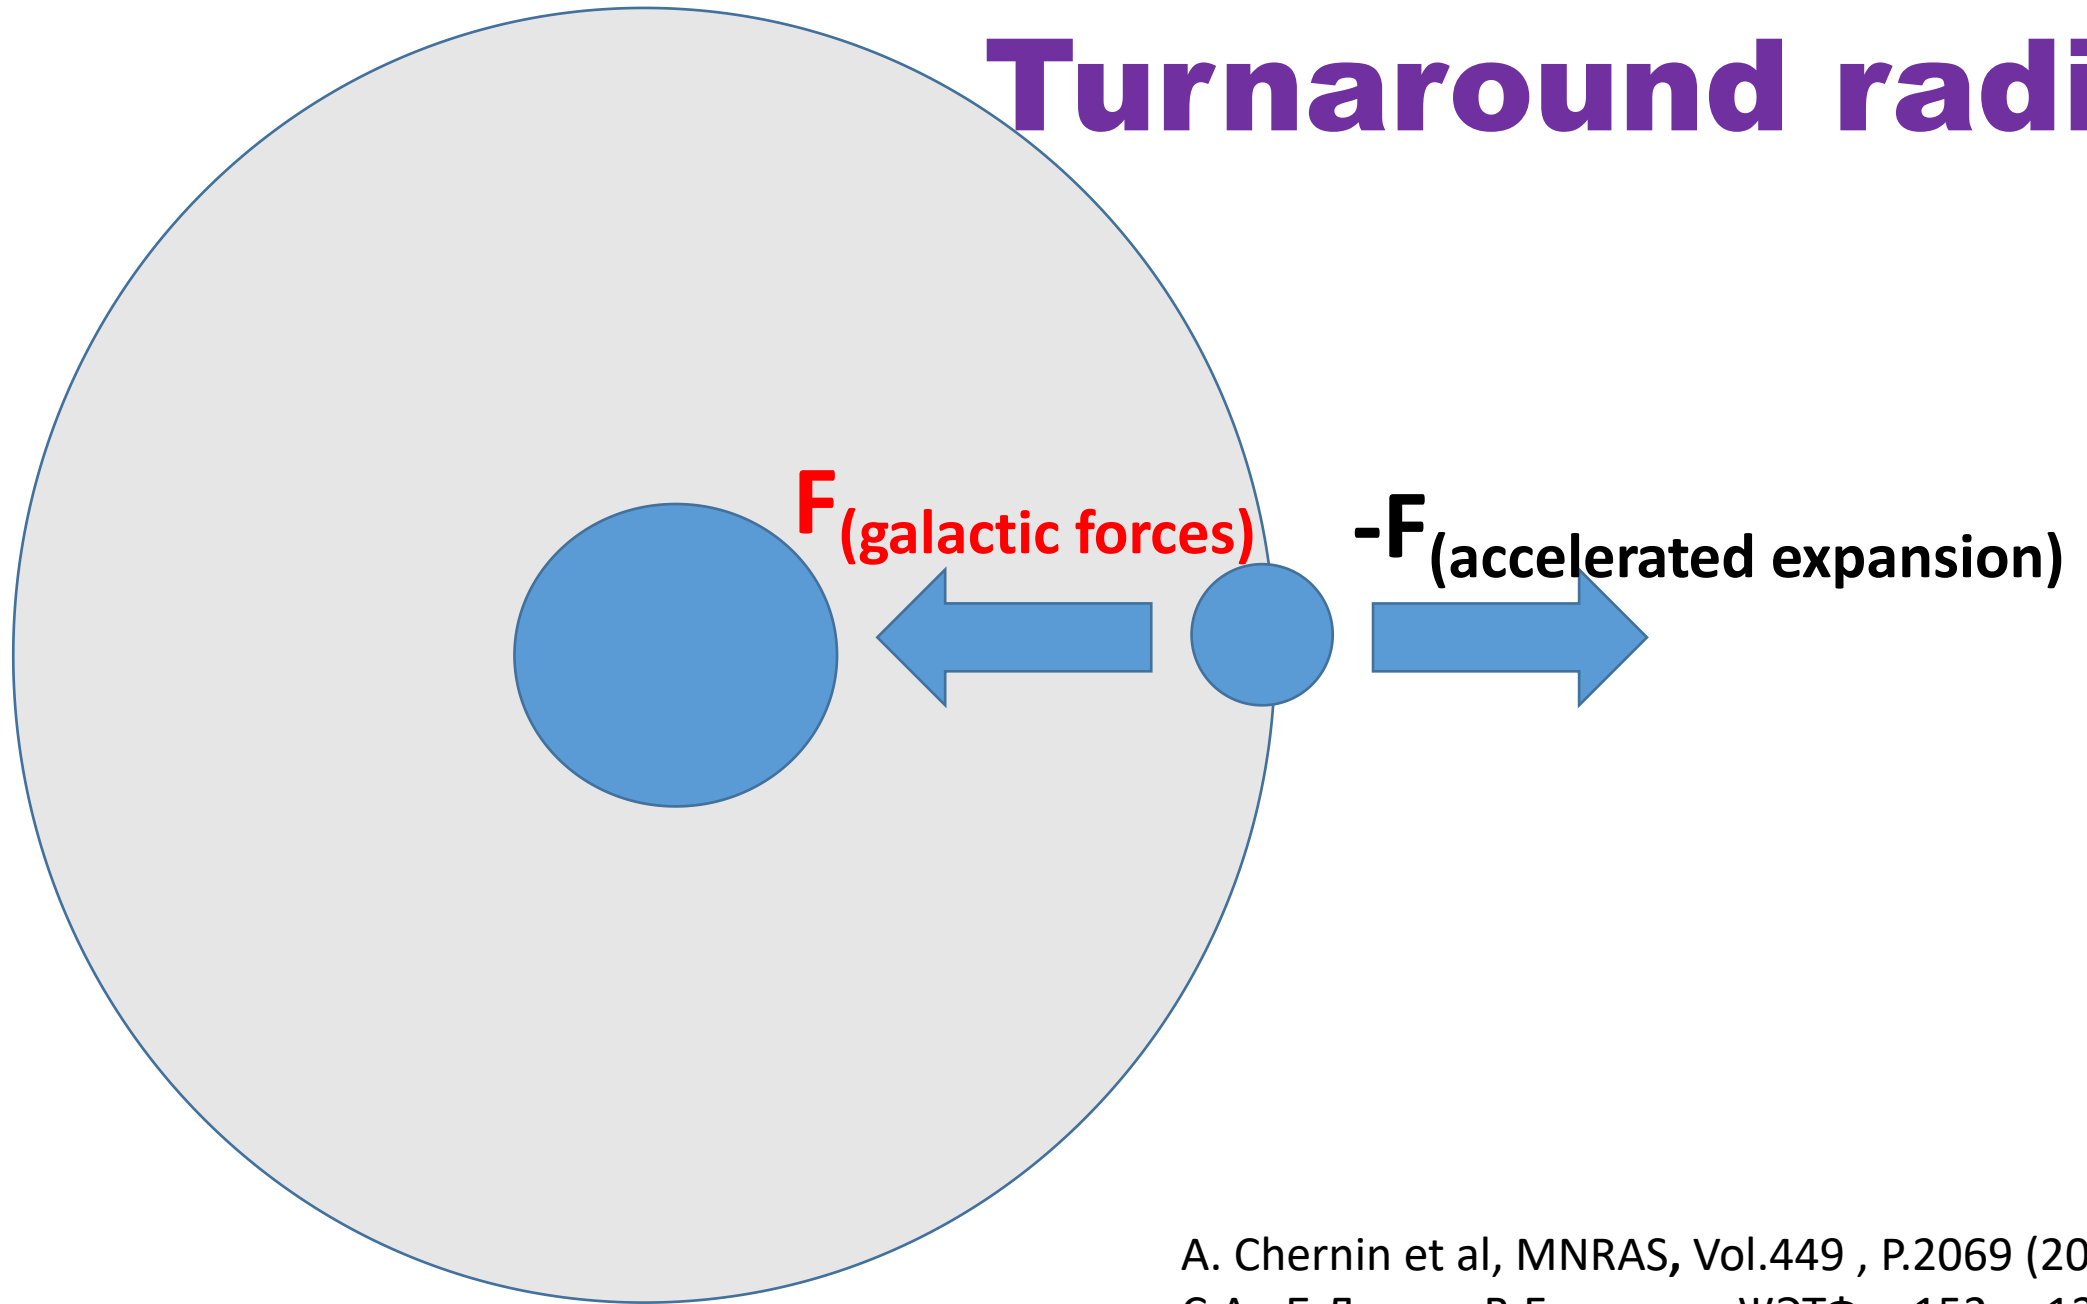 Turnaround radi
F(galactic forces)
-F(accelerated expansion)
A. Chernin et al, MNRAS, Vol.449 , P.2069 (20